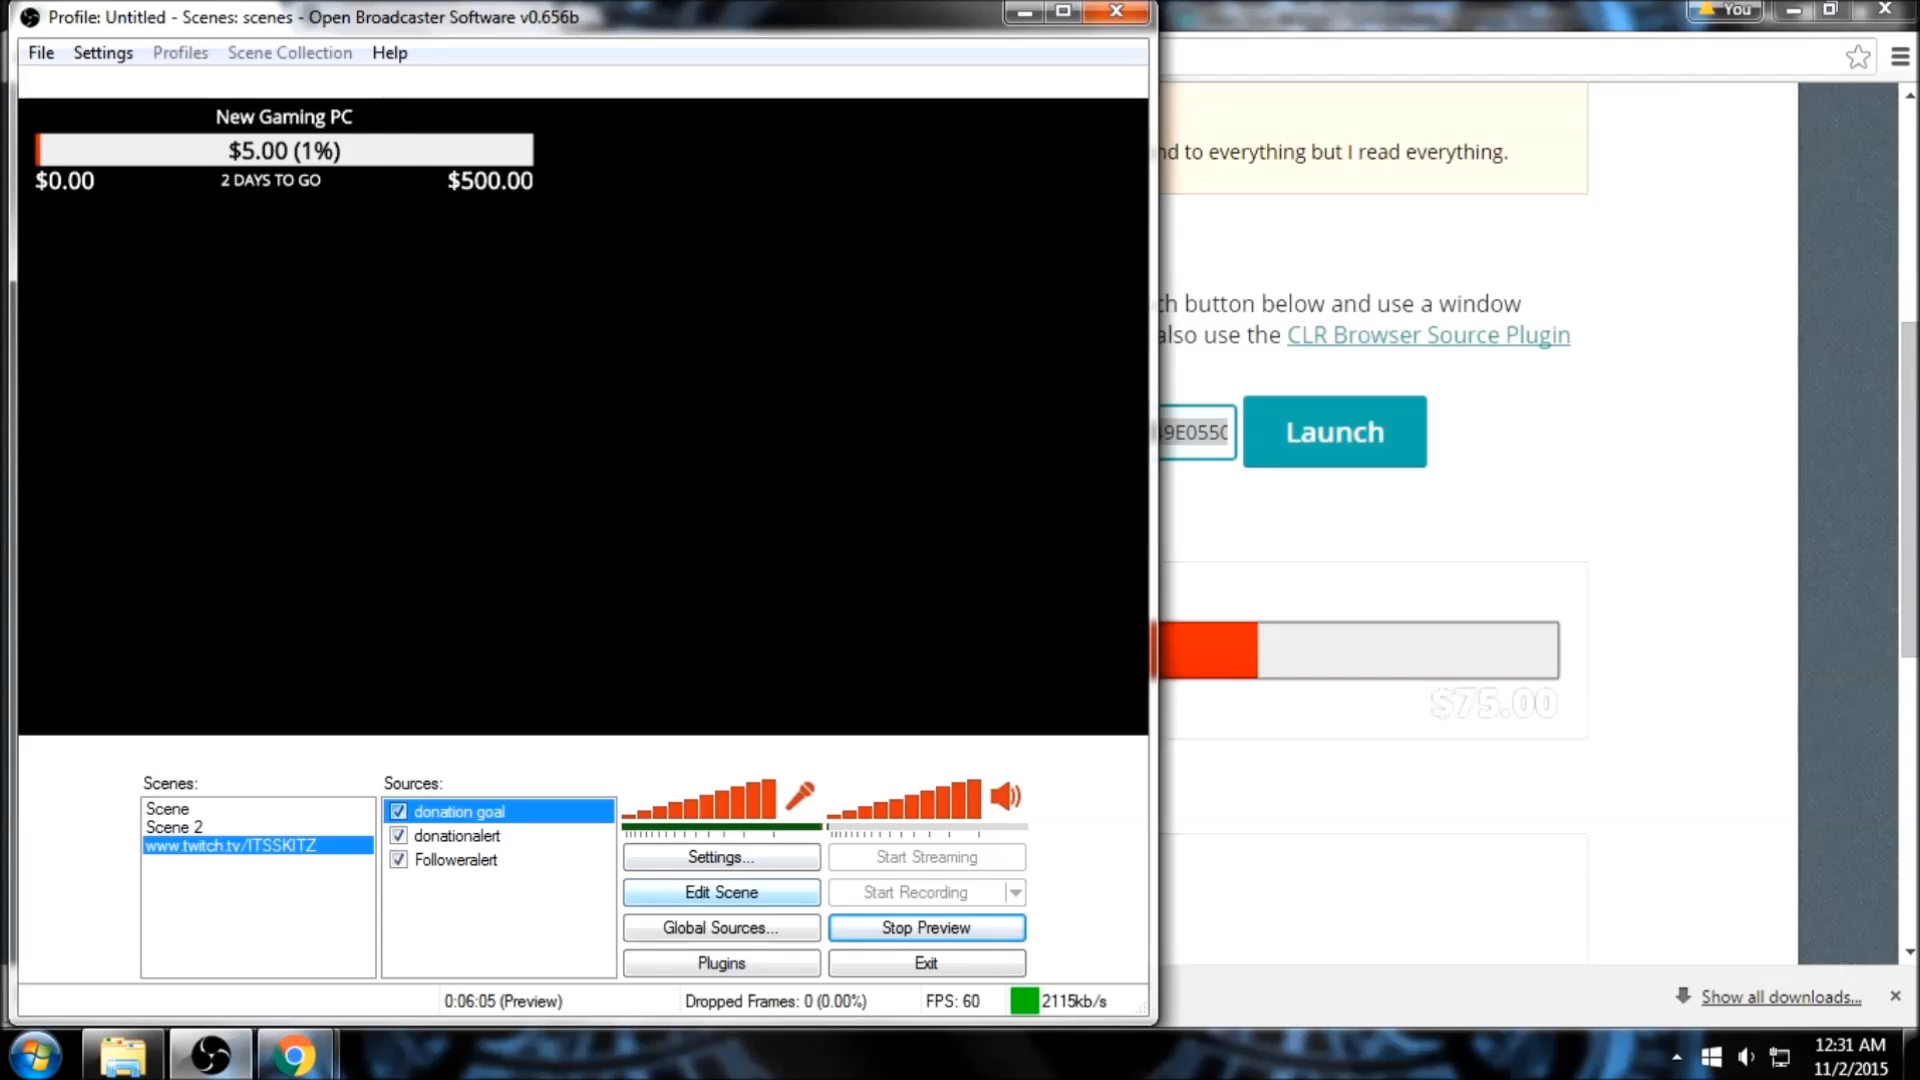 Profile: Untitled - Scenes: scenes - Open Broadcaster Software v0.656b
You
File Settings Profiles Scene Collection Help
New Gaming PC
$5.00 (1%)
$0.00 2 DAYS TO GO $500.00
to everything but I read everything.
button below and use a window
also use the CLR Browser Source Plugin
9E055
Launch
$75.00
Scenes:
Scene
Scene 2
www.twitch.tv/ITSSKITZ
Sources:
donation goal
donationalert
Followeralert
Settings... Start Streaming
Edit Scene Start Recording
Global Sources... Stop Preview
Plugins Exit
0:06:05 (Preview) Dropped Frames: 0 (0.00%) FPS: 60 2115kb/s
Show all downloads...
12:31 AM
11/2/2015